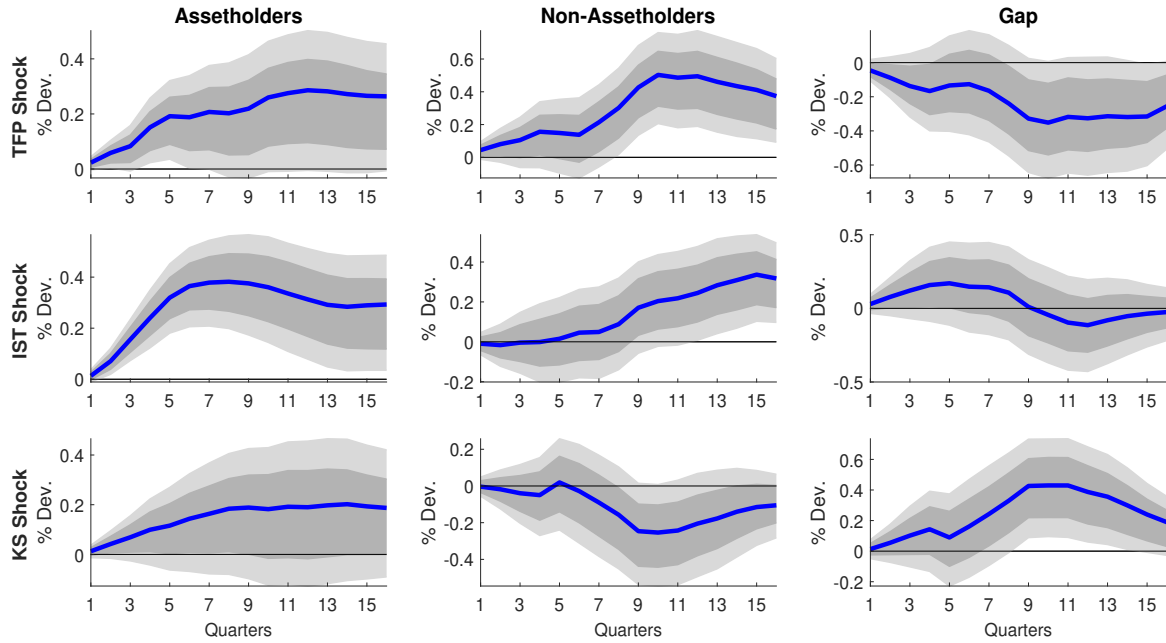 Assetholders
Non-Assetholders
Gap
TFP Shock
% Dev.
0.4
0.2
0
1 3 5 7 9 11 13 15
% Dev.
0.6
0.4
0.2
0
1 3 5 7 9 11 13 15
% Dev.
0
-0.2
-0.4
-0.6
1 3 5 7 9 11 13 15
IST Shock
% Dev.
0.4
0.2
0
1 3 5 7 9 11 13 15
% Dev.
0.4
0.2
0
-0.2
1 3 5 7 9 11 13 15
% Dev.
0.5
0
-0.5
1 3 5 7 9 11 13 15
KS Shock
% Dev.
0.4
0.2
0
1 3 5 7 9 11 13 15
Quarters
% Dev.
0.2
0
-0.2
-0.4
1 3 5 7 9 11 13 15
Quarters
% Dev.
0.6
0.4
0.2
0
-0.2
1 3 5 7 9 11 13 15
Quarters